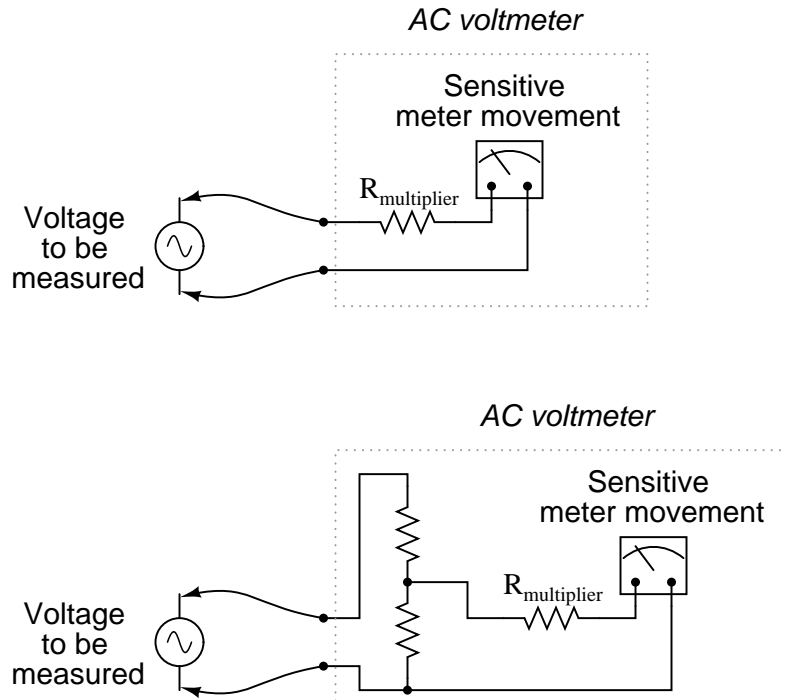 AC voltmeter
Sensitive
meter movement
Rmultiplier
Voltage
to be
measured
AC voltmeter
Sensitive
meter movement
Rmultiplier
Voltage
to be
measured